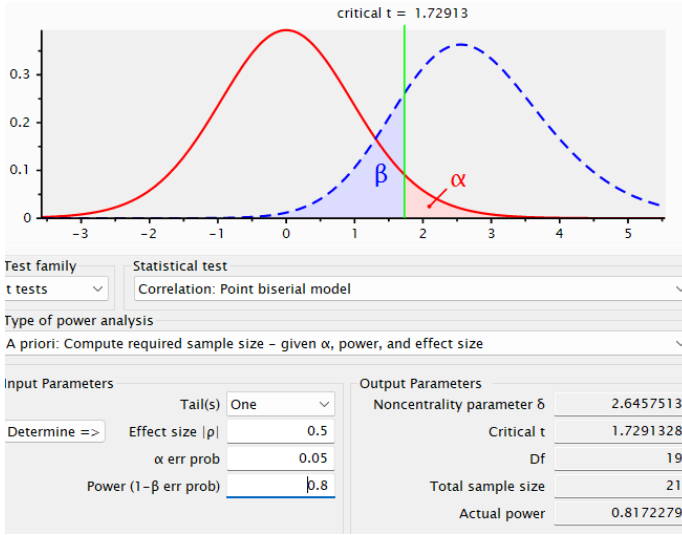 critical t = 1.72913
0.3
0.2
0.1
0
β
α
-3 -2 -1 0 1 2 3 4 5
Test family
Statistical test
t tests
Correlation: Point biserial model
Type of power analysis
A priori: Compute required sample size – given α, power, and effect size
Input Parameters
Output Parameters
Tail(s) One
Noncentrality parameter δ 2.6457513
Determine => Effect size |ρ| 0.5
Critical t 1.7291328
α err prob 0.05
Df 19
Power (1-β err prob) 0.8
Total sample size 21
Actual power 0.8172279